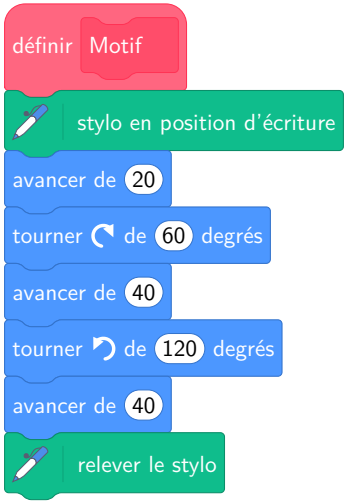 définir Motif
stylo en position d'écriture
avancer de 20
tourner de 60 degrés
avancer de 40
tourner de 120 degrés
avancer de 40
relever le stylo